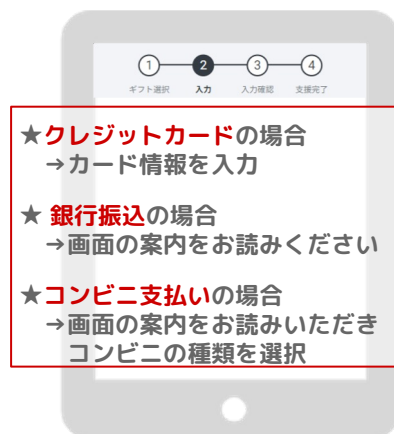 1 2 3 4
ギフト選択 入力 入力確認 支援完了
★クレジットカードの場合
→カード情報を入力
★ 銀行振込の場合
→画面の案内をお読みください
★コンビニ支払いの場合
→画面の案内をお読みいただき
コンビニの種類を選択